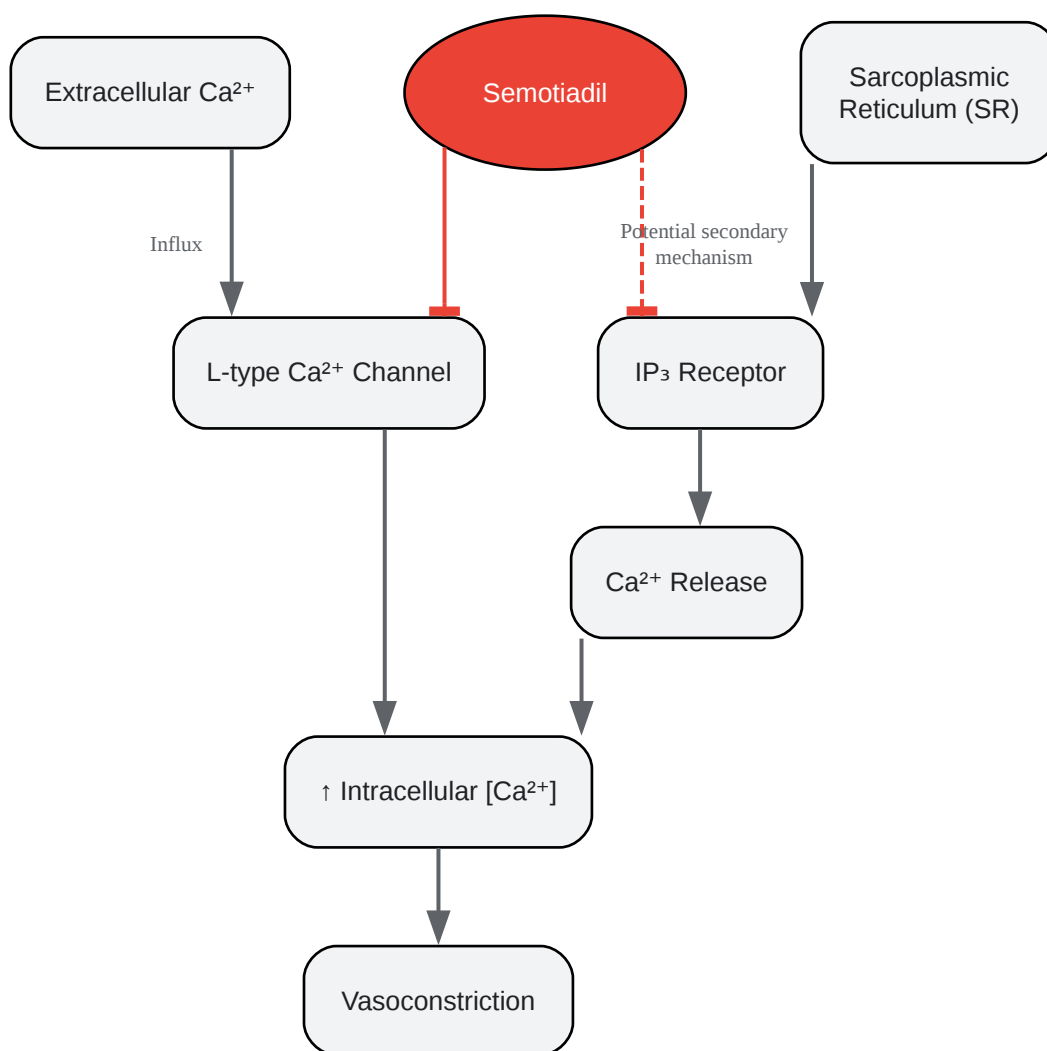 Extracellular Ca²⁺
Semotiadil
Sarcoplasmic
Reticulum (SR)
Influx
Potential secondary
mechanism
L-type Ca²⁺ Channel
IP₃ Receptor
Ca²⁺ Release
↑ Intracellular [Ca²⁺]
Vasoconstriction